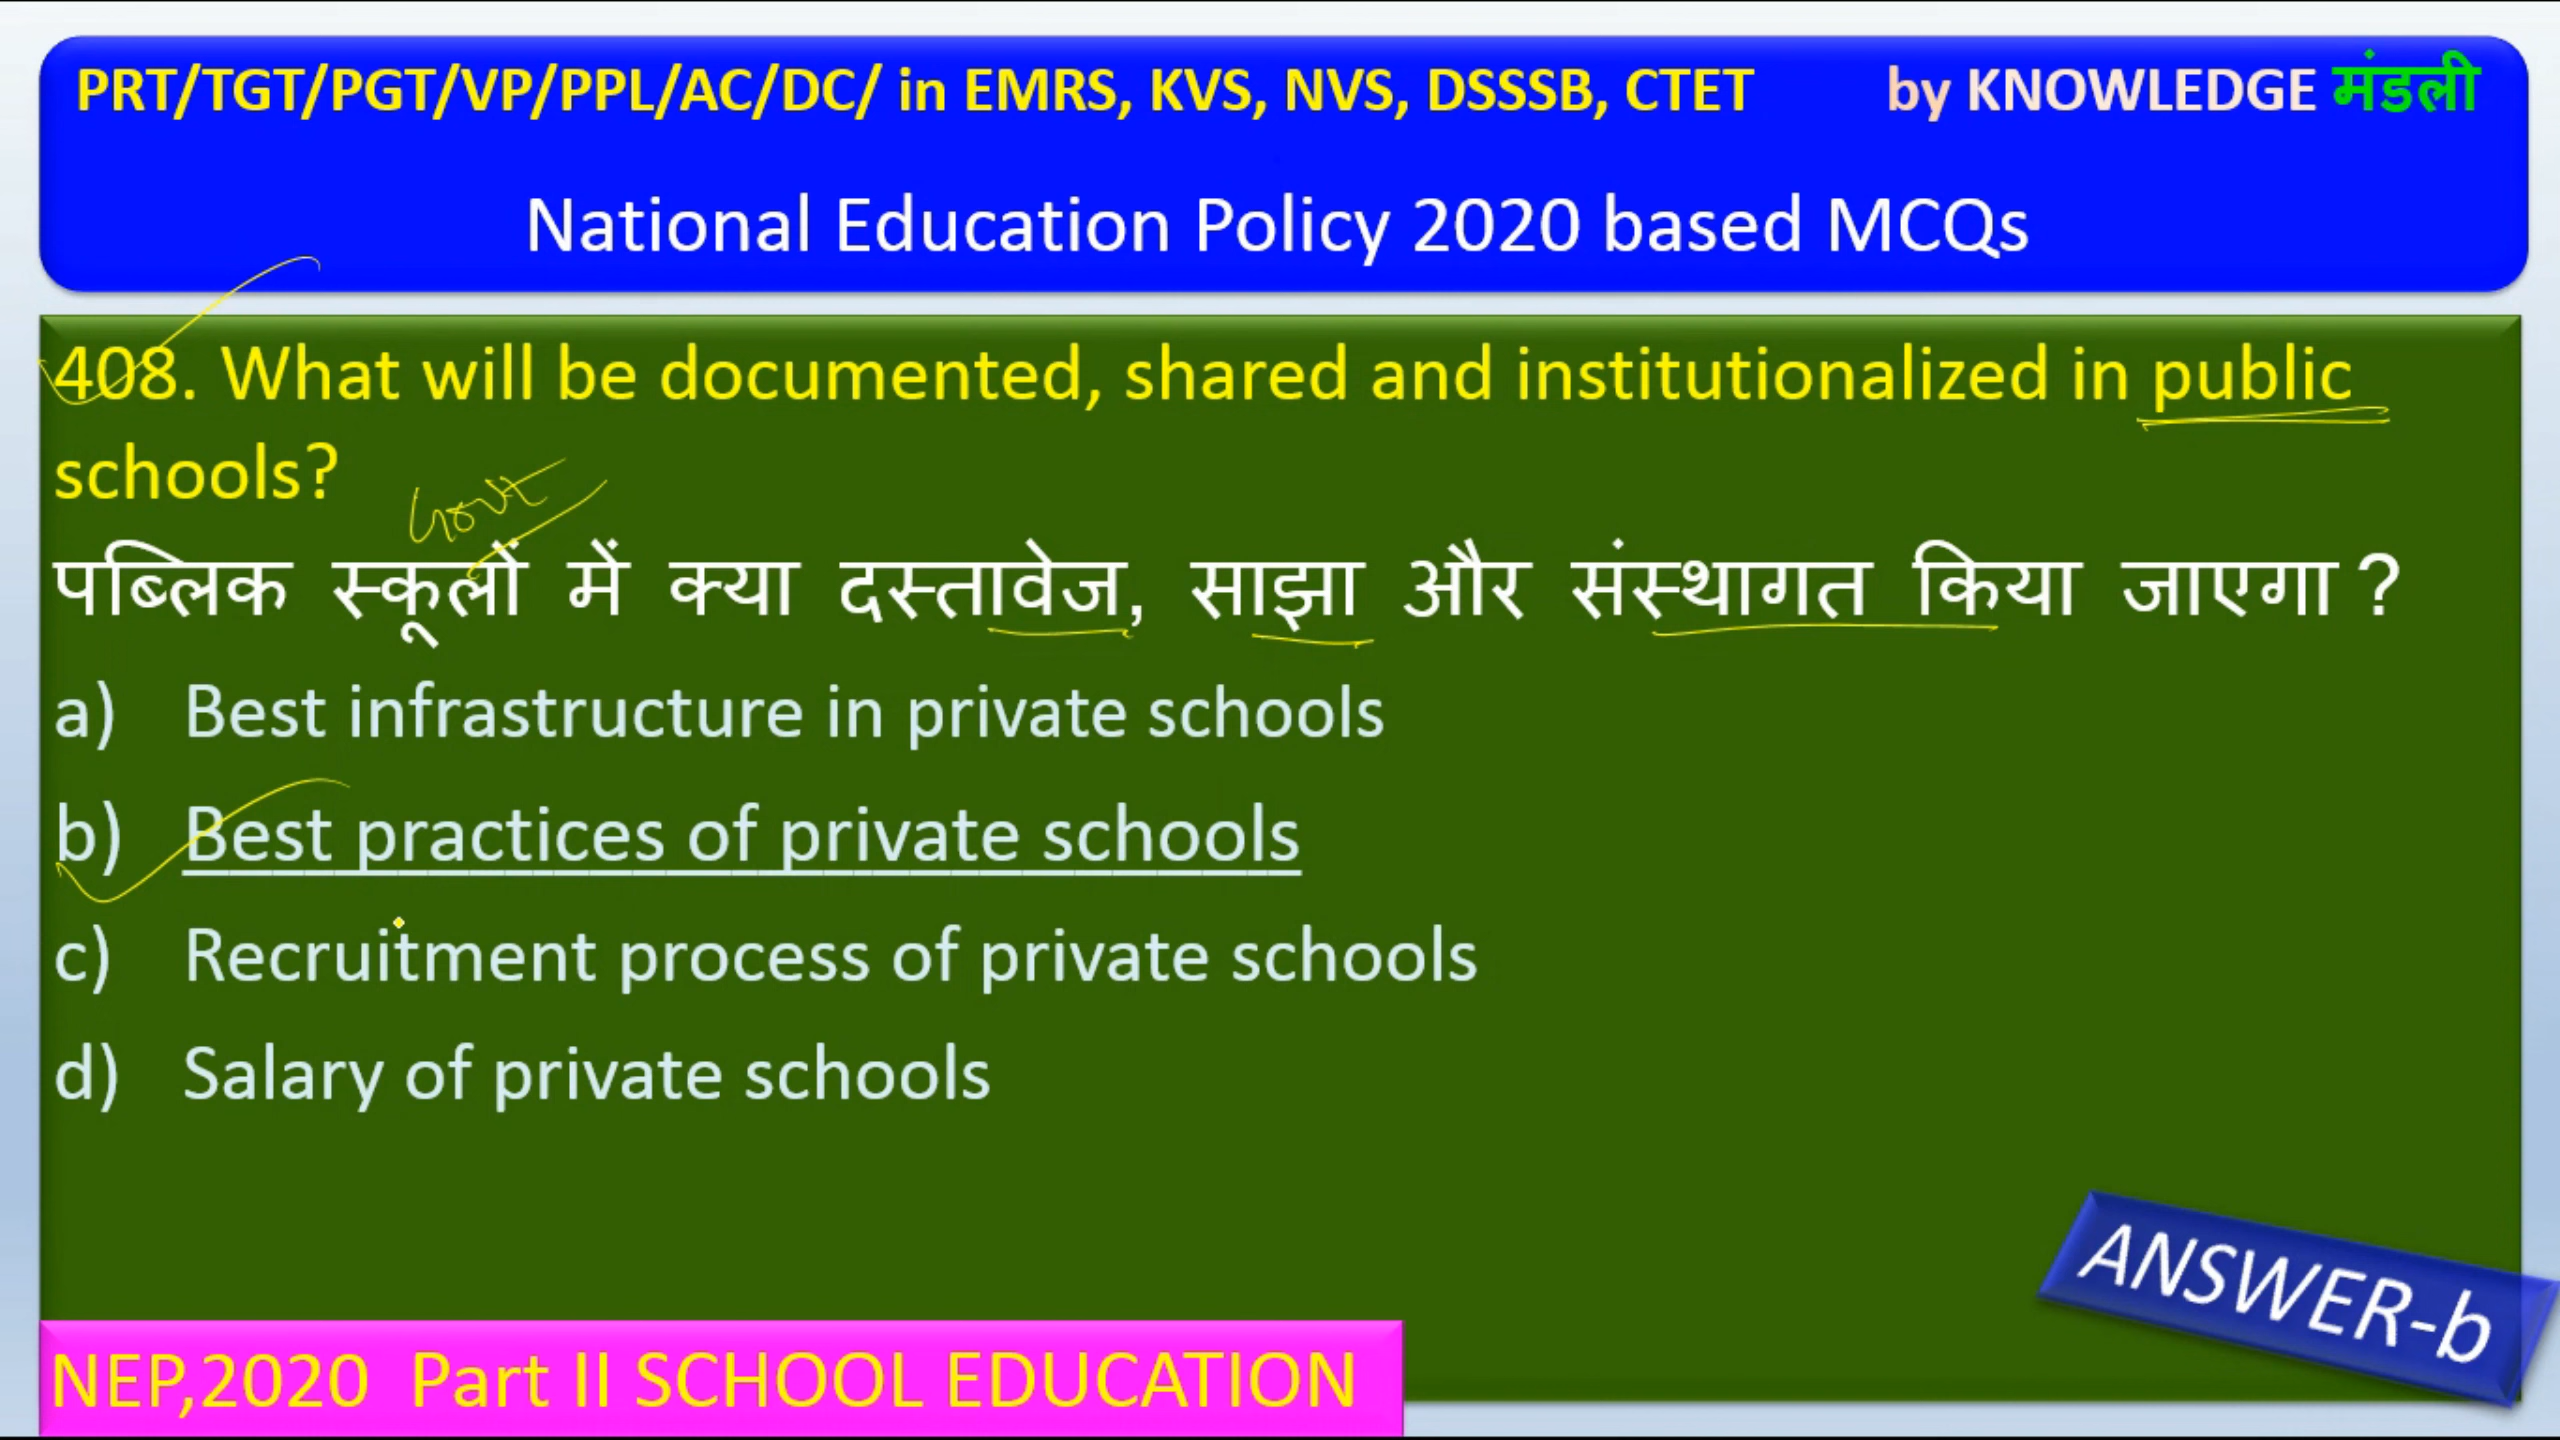 PRT/TGT/PGT/VP/PPL/AC/DC/ in EMRS, KVS, NVS, DSSSB, CTET by KNOWLEDGE मंडली
National Education Policy 2020 based MCQs
408. What will be documented, shared and institutionalized in public
schools?
Govt
पब्लिक स्कूलों में क्या दस्तावेज, साझा और संस्थागत किया जाएगा ?
a) Best infrastructure in private schools
b) Best practices of private schools
c) Recruitment process of private schools
d) Salary of private schools
ANSWER-b
NEP,2020 Part II SCHOOL EDUCATION